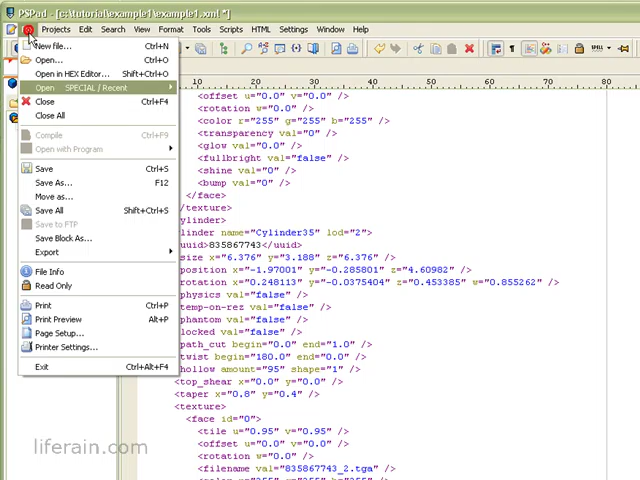 PSPad - [c:\tutorial\example1\example1 .xml *]
Projects Edit Search View Format Tools Scripts HTML Settings Window Help
New file... Ctrl+N
Open... Ctrl+O
Open in HEX Editor... Shift+Ctrl+O
Open SPECIAL / Recent
Close Ctrl+F4
Close All
Compile Ctrl+F9
Open with Program
Save Ctrl+S
Save As... F12
Move as...
Save All Shift+Ctrl+S
Save to FTP
Save Block As...
Export
File Info
Read Only
Print Ctrl+P
Print Preview Alt+P
Page Setup...
Printer Settings...
Exit Ctrl+Alt+F4
10 20 30 40 50 60 70 80
<offset u="0.0" v="0.0" />
<rotation w="0.0" />
<color r="255" g="255" b="255" />
<transparency val="0" />
<glow val="0.0" />
<fullbright val="false" />
<shine val="0" />
<bump val="0" />
</face>
/texture>
ylinder>
linder name="Cylinder35" lod="2">
uuid>835867743</uuid>
size x="6.376" y="3.188" z="6.376" />
position x="-1.97001" y="-0.285801" z="4.60982" />
rotation x="0.248113" y="-0.0375404" z="0.453385" w="0.855262" />
physics val="false" />
temp-on-rez val="false" />
phantom val="false" />
locked val="false" />
path_cut begin="0.0" end="1.0" />
twist begin="180.0" end="180.0" />
hollow amount="95" shape="1" />
<top_shear x="0.0" y="0.0" />
<taper x="0.8" y="0.4" />
<texture>
<face id="0">
<tile u="0.95" v="0.95" />
<offset u="0.0" v="0.0" />
<rotation w="0.0" />
<filename val="835867743_2.tga" />
liferain.com